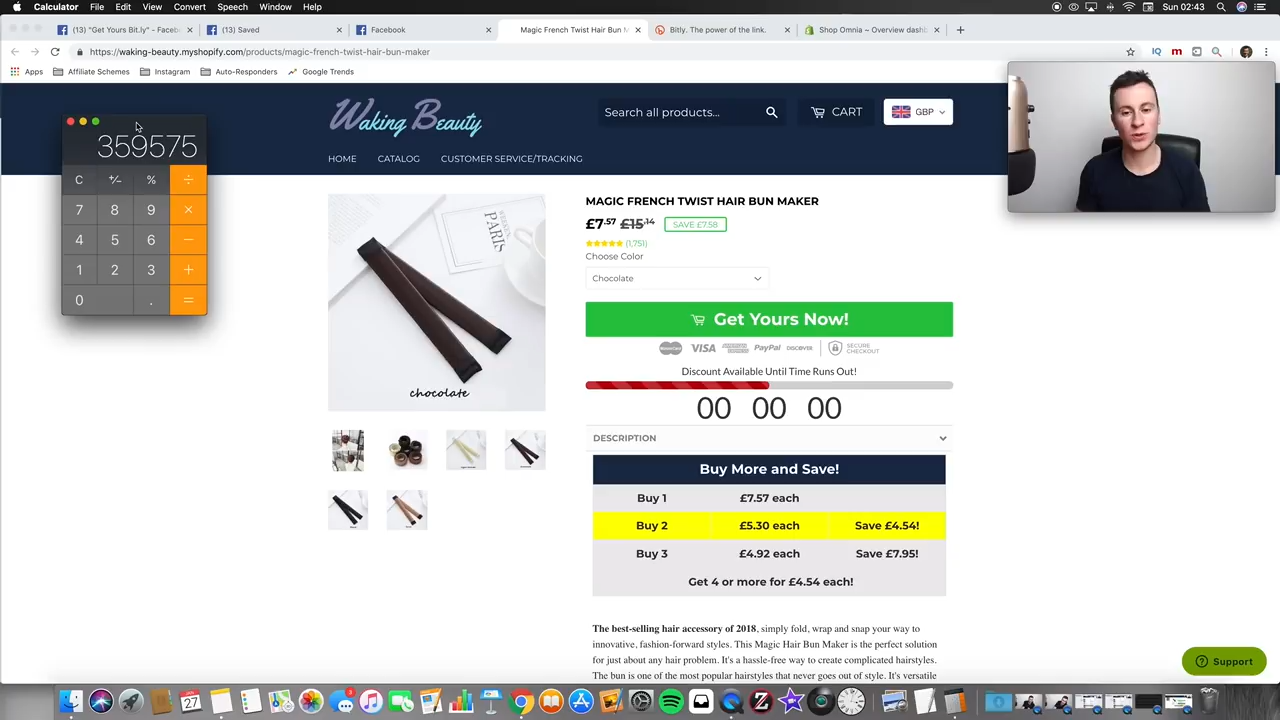 Calculator File Edit View Convert Speech Window Help
Sun 02:43
(13) "Get Yours Bit.ly" - Faceb
(13) Saved
Facebook
Magic French Twist Hair Bun M
Bitly. The power of the link.
Shop Omnia ~ Overview dashb
https://waking-beauty.myshopify.com/products/magic-french-twist-hair-bun-maker
IQ
m
Apps
Affiliate Schemes
Instagram
Auto-Responders
Google Trends
359575
C +/- % ÷
7 8 9 ×
4 5 6 −
1 2 3 +
0 . =
Waking Beauty
Search all products...
CART
GBP
HOME
CATALOG
CUSTOMER SERVICE/TRACKING
PARIS
chocolate
MAGIC FRENCH TWIST HAIR BUN MAKER
£7.57 £15.14 SAVE £7.58
(1,751)
Choose Color
Chocolate
Get Yours Now!
VISA PayPal DISCOVER SECURE CHECKOUT
Discount Available Until Time Runs Out!
00 00 00
DESCRIPTION
Buy More and Save!
Buy 1 £7.57 each
Buy 2 £5.30 each Save £4.54!
Buy 3 £4.92 each Save £7.95!
Get 4 or more for £4.54 each!
The best-selling hair accessory of 2018, simply fold, wrap and snap your way to
innovative, fashion-forward styles. This Magic Hair Bun Maker is the perfect solution
for just about any hair problem. It's a hassle-free way to create complicated hairstyles.
The bun is one of the most popular hairstyles that never goes out of style. It's versatile
Support
3
27